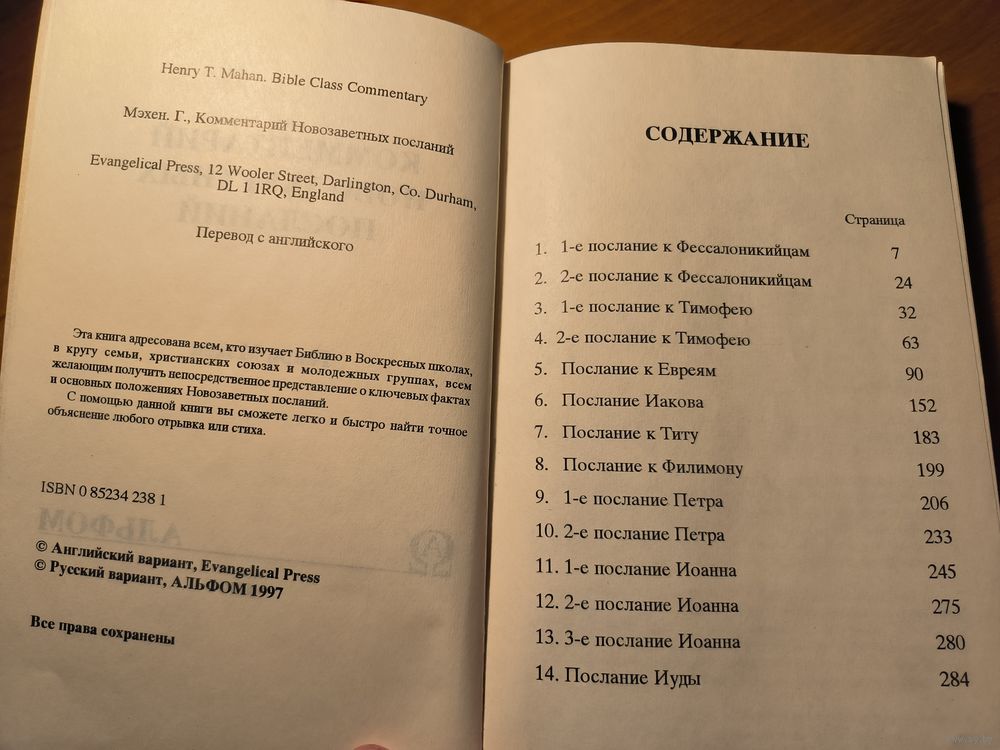 Henry T. Mahan. Bible Class Commentary
Мэхен. Г., Комментарий Новозаветных посланий
Evangelical Press, 12 Wooler Street, Darlington, Co. Durham,
DL 1 1RQ, England
Перевод с английского
Эта книга адресована всем, кто изучает Библию в Воскресных школах,
в кругу семьи, христианских союзах и молодежных группах, всем
желающим получить непосредственное представление о ключевых фактах
и основных положениях Новозаветных посланий.
С помощью данной книги вы сможете легко и быстро найти точное
объяснение любого отрывка или стиха.
ISBN 0 85234 238 1
© Английский вариант, Evangelical Press
© Русский вариант, АЛЬФОМ 1997
Все права сохранены
СОДЕРЖАНИЕ
Страница
1. 1-е послание к Фессалоникийцам 7
2. 2-е послание к Фессалоникийцам 24
3. 1-е послание к Тимофею 32
4. 2-е послание к Тимофею 63
5. Послание к Евреям 90
6. Послание Иакова 152
7. Послание к Титу 183
8. Послание к Филимону 199
9. 1-е послание Петра 206
10. 2-е послание Петра 233
11. 1-е послание Иоанна 245
12. 2-е послание Иоанна 275
13. 3-е послание Иоанна 280
14. Послание Иуды 284